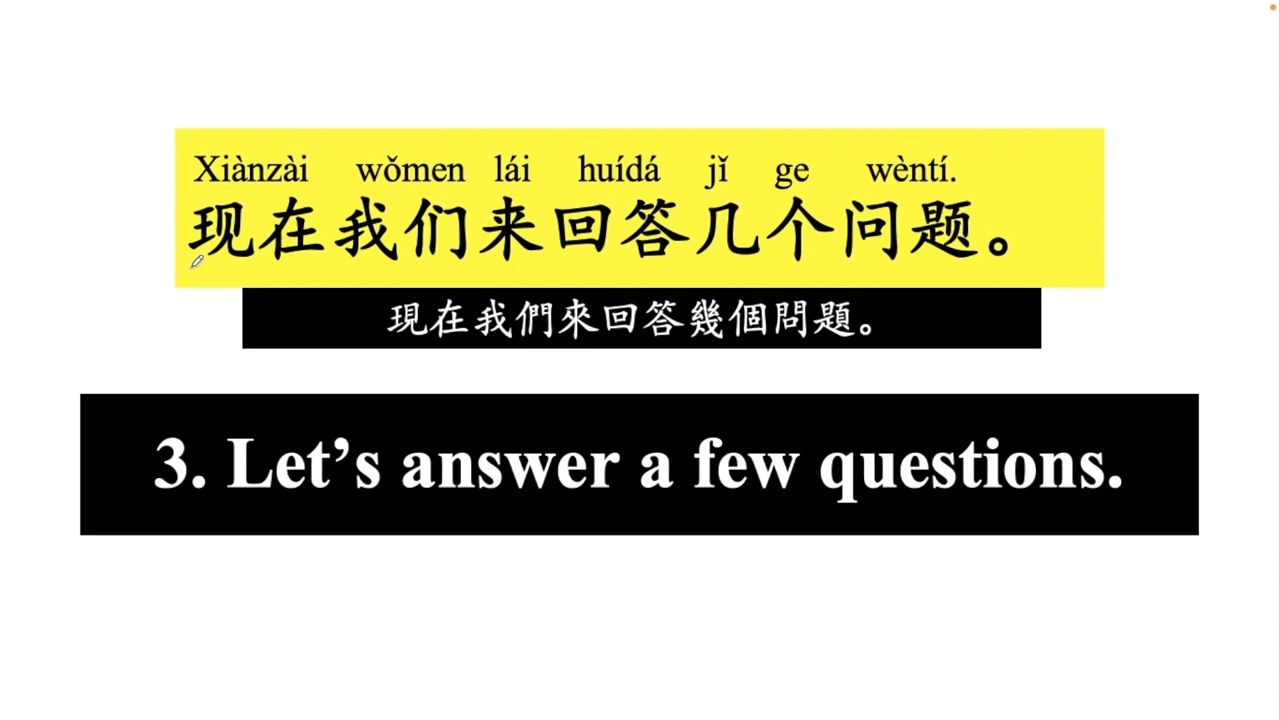 Xiànzài wǒmen lái huídá jǐ ge wèntí.
现在我们来回答几个问题。
現在我們來回答幾個問題。
3. Let’s answer a few questions.